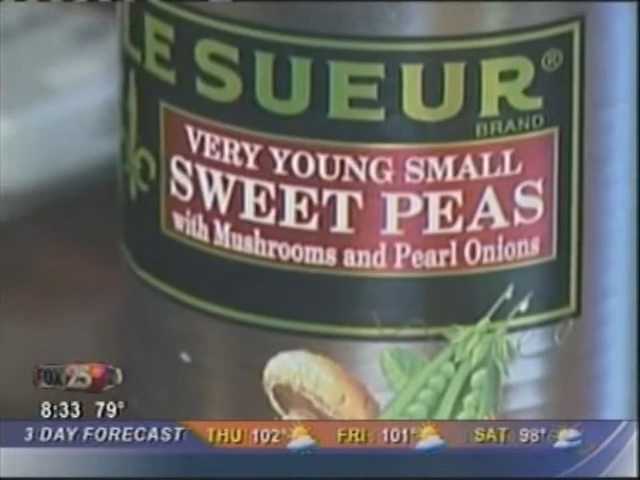 LE SUEUR®
BRAND
VERY YOUNG SMALL
SWEET PEAS
with Mushrooms and Pearl Onions
FOX 25
8:33 79°
3 DAY FORECAST THU 102° FRI 101° SAT 98°